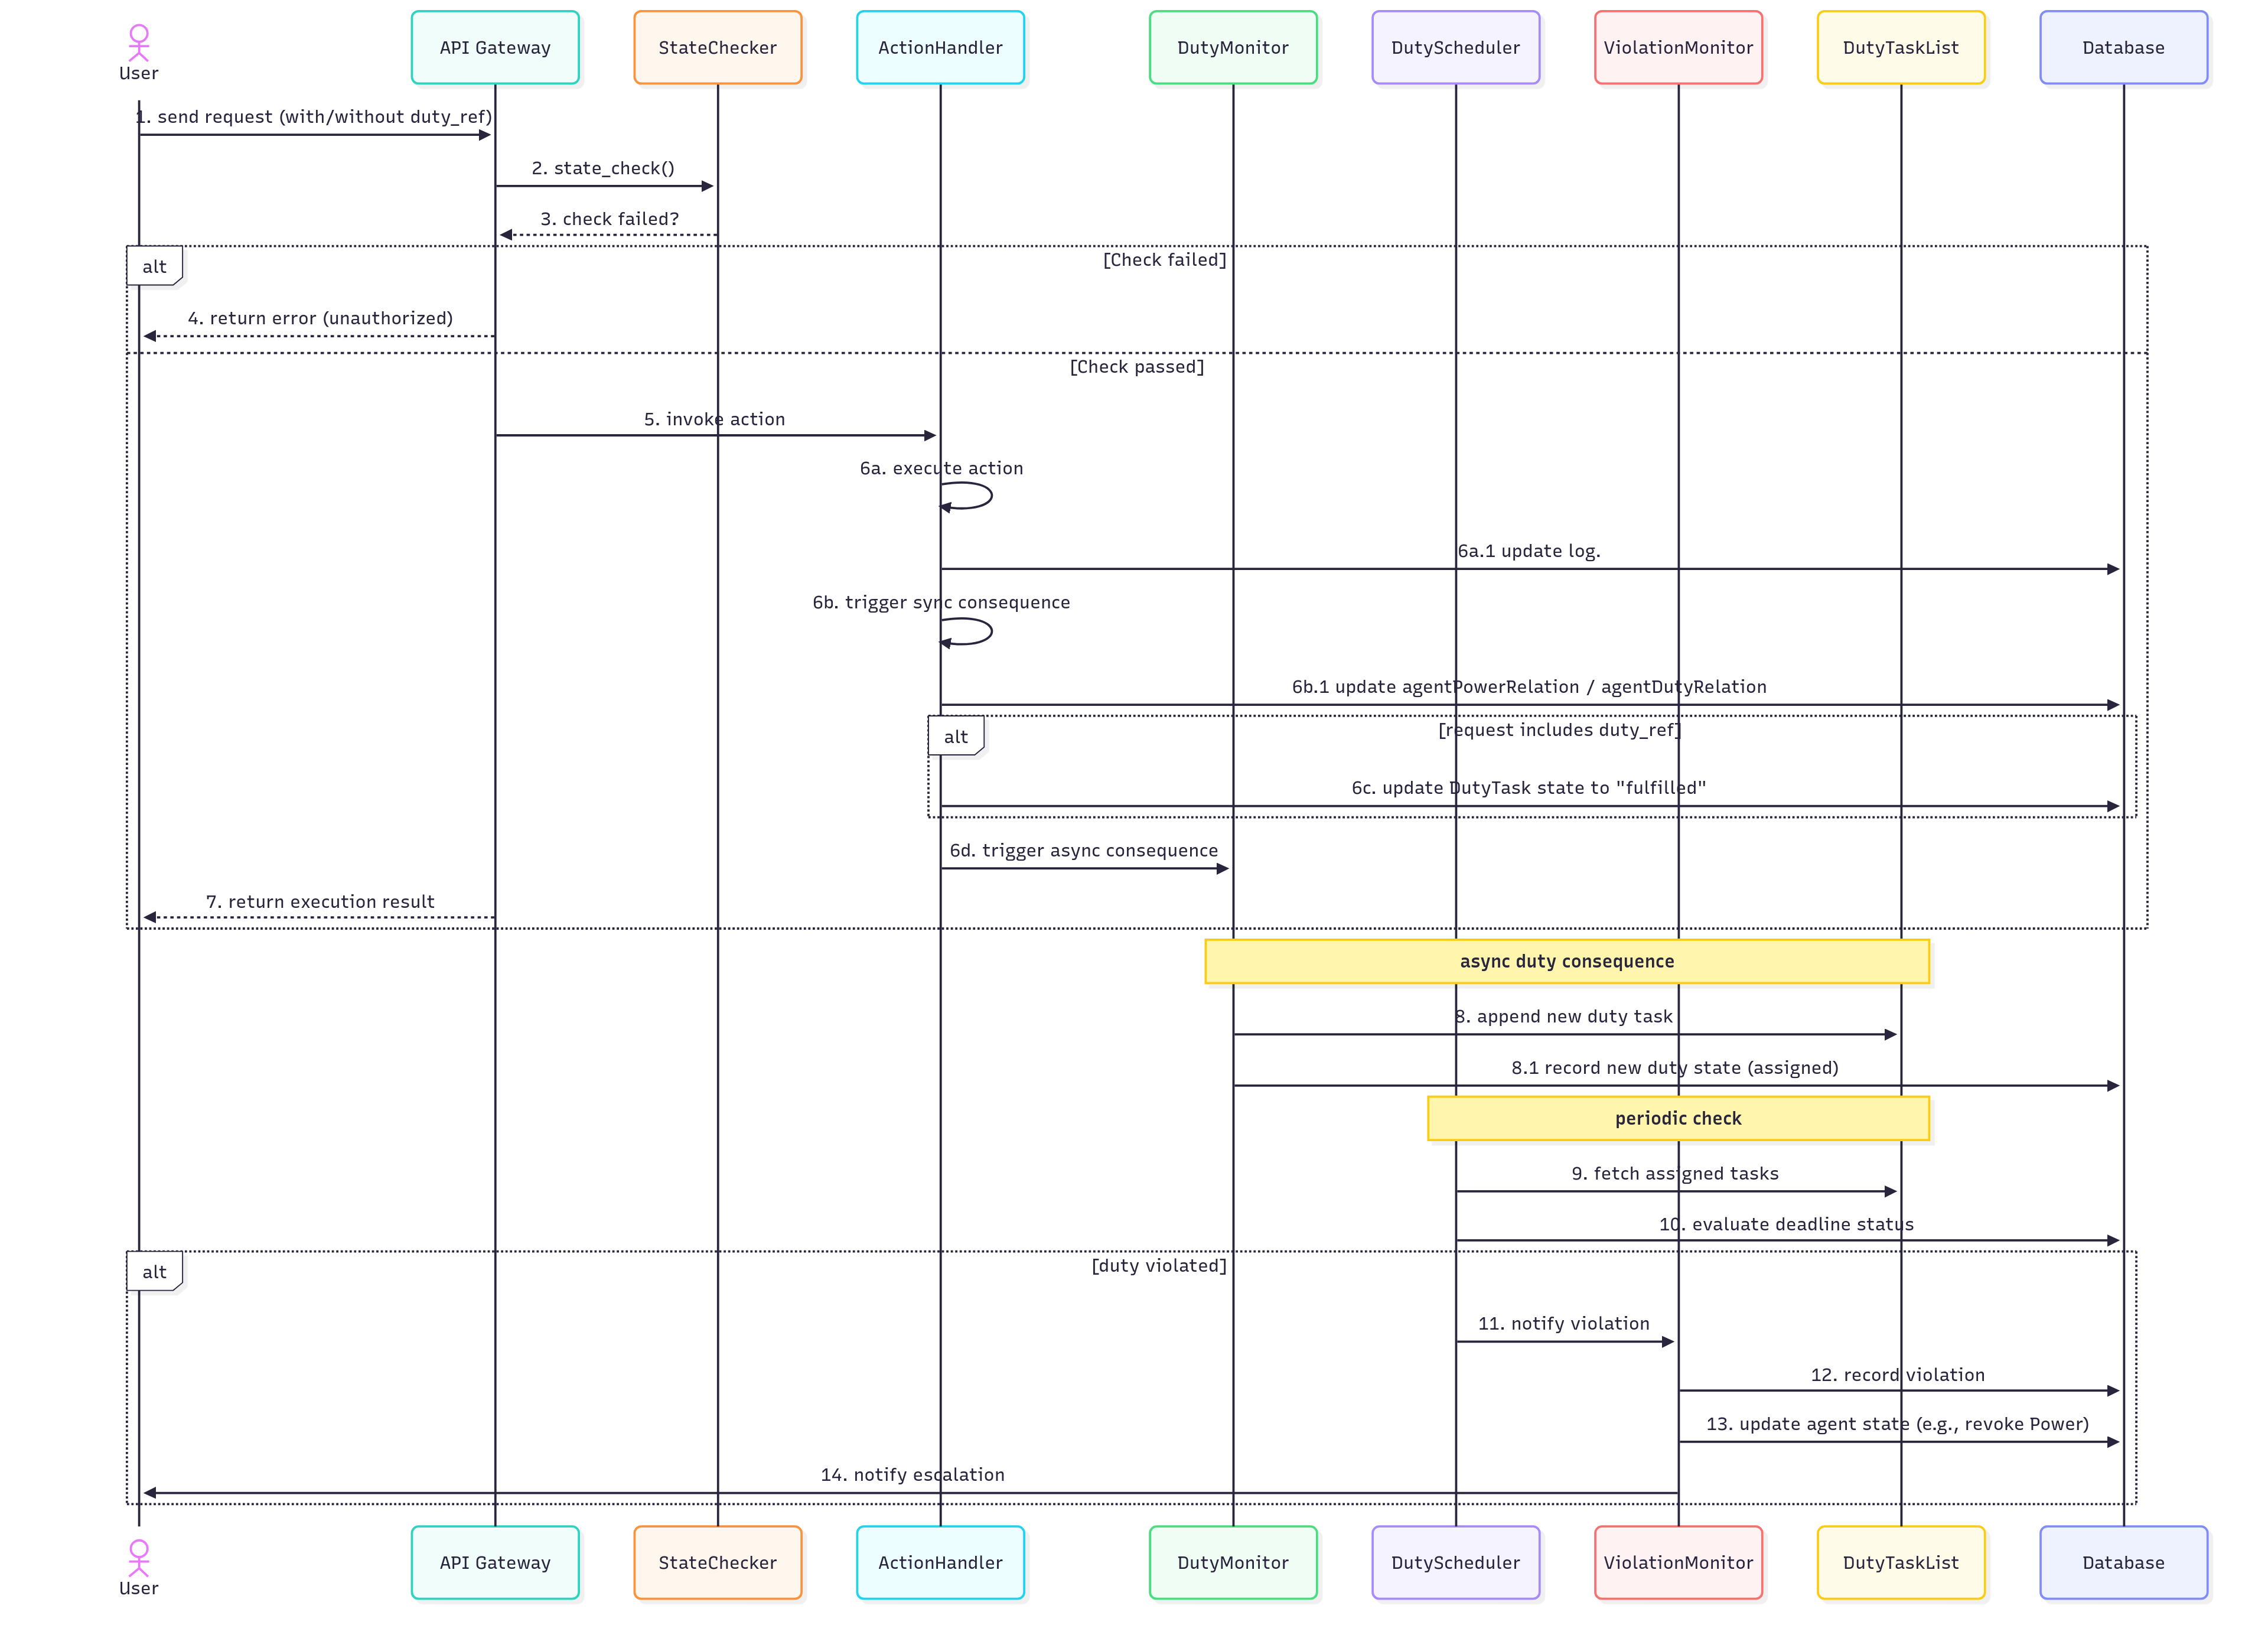 User
API Gateway
StateChecker
ActionHandler
DutyMonitor
DutyScheduler
ViolationMonitor
DutyTaskList
Database
1. send request (with/without duty_ref)
2. state_check()
3. check failed?
alt
[Check failed]
4. return error (unauthorized)
[Check passed]
5. invoke action
6a. execute action
6a.1 update log.
6b. trigger sync consequence
6b.1 update agentPowerRelation / agentDutyRelation
alt
[request includes duty_ref]
6c. update DutyTask state to "fulfilled"
6d. trigger async consequence
7. return execution result
async duty consequence
8. append new duty task
8.1 record new duty state (assigned)
periodic check
9. fetch assigned tasks
10. evaluate deadline status
alt
[duty violated]
11. notify violation
12. record violation
13. update agent state (e.g., revoke Power)
14. notify escalation
User
API Gateway
StateChecker
ActionHandler
DutyMonitor
DutyScheduler
ViolationMonitor
DutyTaskList
Database